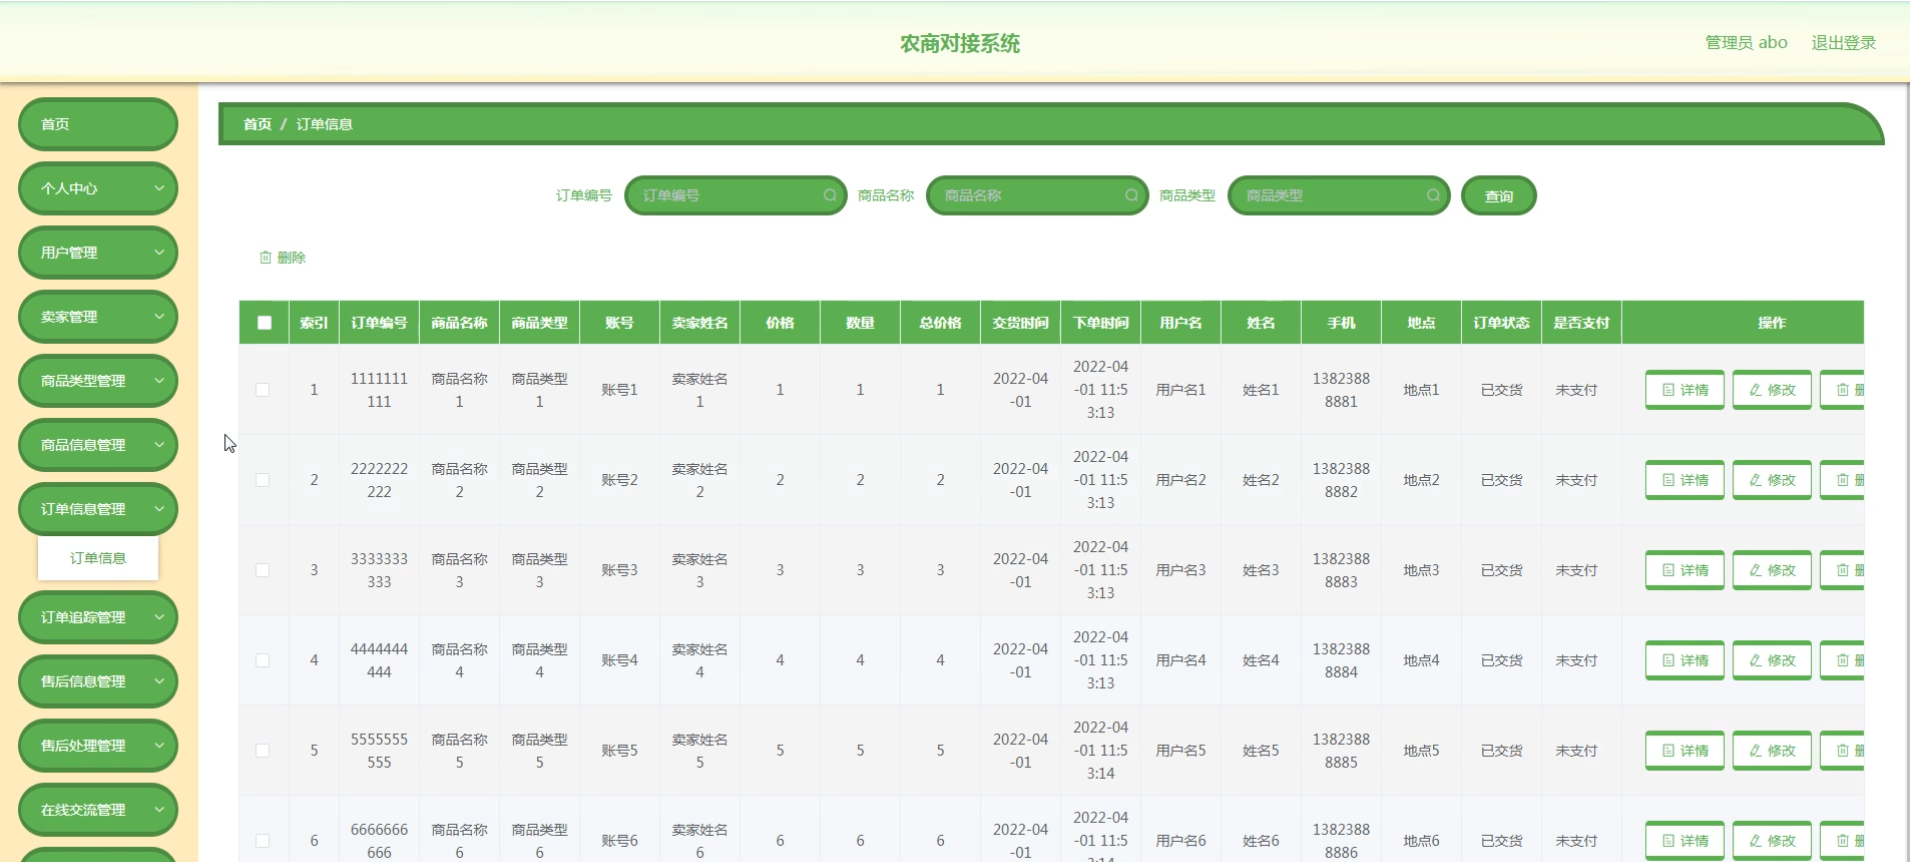 农商对接系统
管理员 abo 退出登录
首页
个人中心
用户管理
卖家管理
商品类型管理
商品信息管理
订单信息管理
订单信息
订单追踪管理
售后信息管理
售后处理管理
在线交流管理
首页 / 订单信息
订单编号 订单编号 商品名称 商品名称 商品类型 商品类型 查询
删除
索引 订单编号 商品名称 商品类型 账号 卖家姓名 价格 数量 总价格 交货时间 下单时间 用户名 姓名 手机 地点 订单状态 是否支付 操作
1 1111111111 商品名称1 商品类型1 账号1 卖家姓名1 1 1 1 2022-04-01 2022-04-01 11:53:13 用户名1 姓名1 13823888881 地点1 已交货 未支付 详情 修改 删
2 2222222222 商品名称2 商品类型2 账号2 卖家姓名2 2 2 2 2022-04-01 2022-04-01 11:53:13 用户名2 姓名2 13823888882 地点2 已交货 未支付 详情 修改 删
3 3333333333 商品名称3 商品类型3 账号3 卖家姓名3 3 3 3 2022-04-01 2022-04-01 11:53:13 用户名3 姓名3 13823888883 地点3 已交货 未支付 详情 修改 删
4 4444444444 商品名称4 商品类型4 账号4 卖家姓名4 4 4 4 2022-04-01 2022-04-01 11:53:13 用户名4 姓名4 13823888884 地点4 已交货 未支付 详情 修改 删
5 5555555555 商品名称5 商品类型5 账号5 卖家姓名5 5 5 5 2022-04-01 2022-04-01 11:53:14 用户名5 姓名5 13823888885 地点5 已交货 未支付 详情 修改 删
6 6666666666 商品名称6 商品类型6 账号6 卖家姓名6 6 6 6 2022-04-01 2022-04-01 11:53:14 用户名6 姓名6 13823888886 地点6 已交货 未支付 详情 修改 删